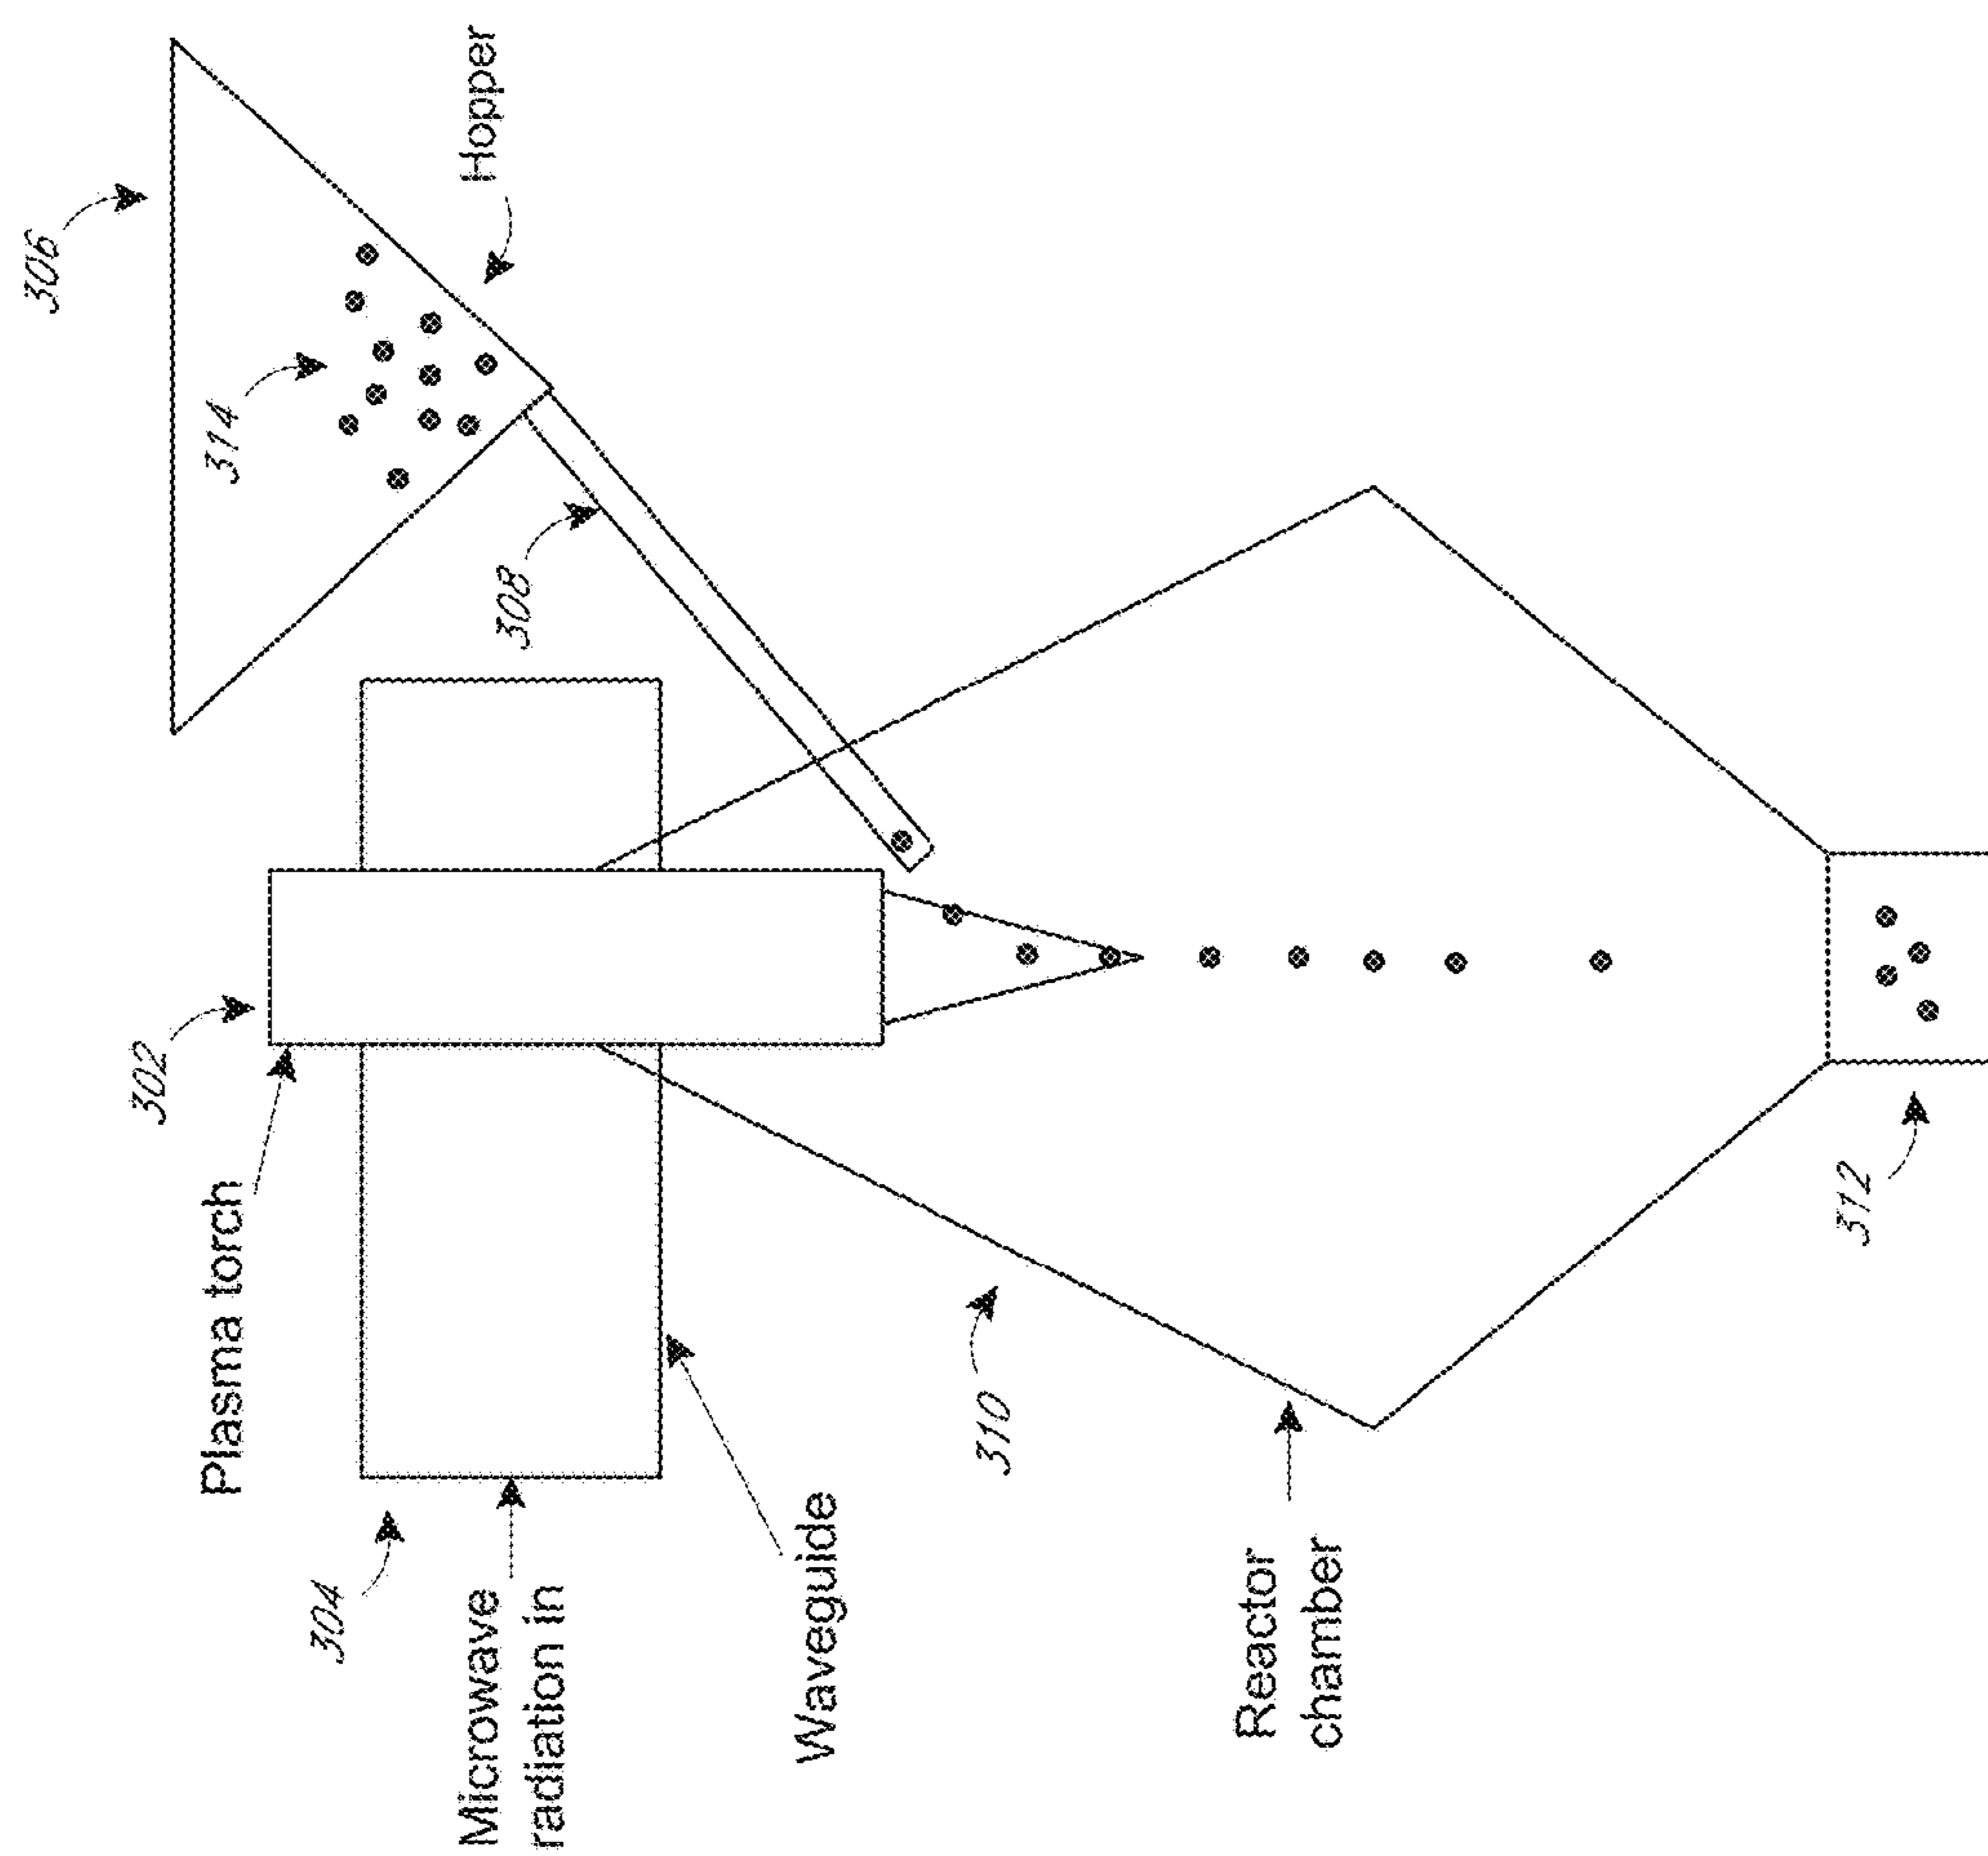 306
Hopper
314
308
302
Plasma torch
304
Microwave
radiation in
Waveguide
310
Reactor
chamber
312